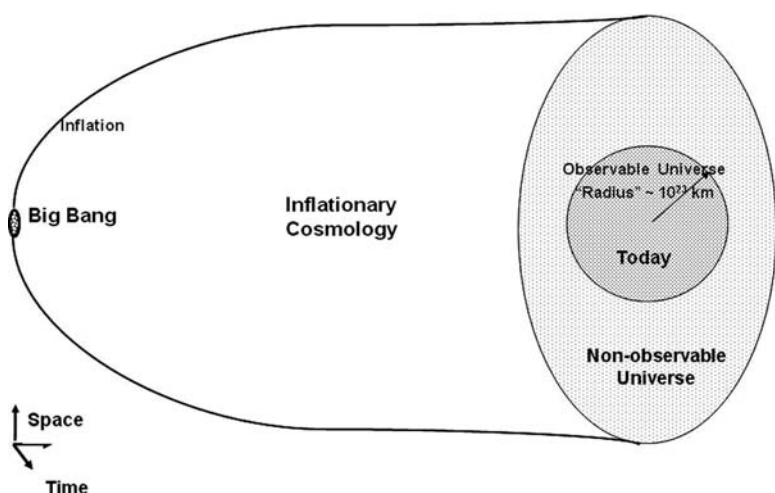 Inflation
Big Bang
Inflationary
Cosmology
Observable Universe
“Radius” ~ 10²³ km
Today
Non-observable
Universe
Space
Time